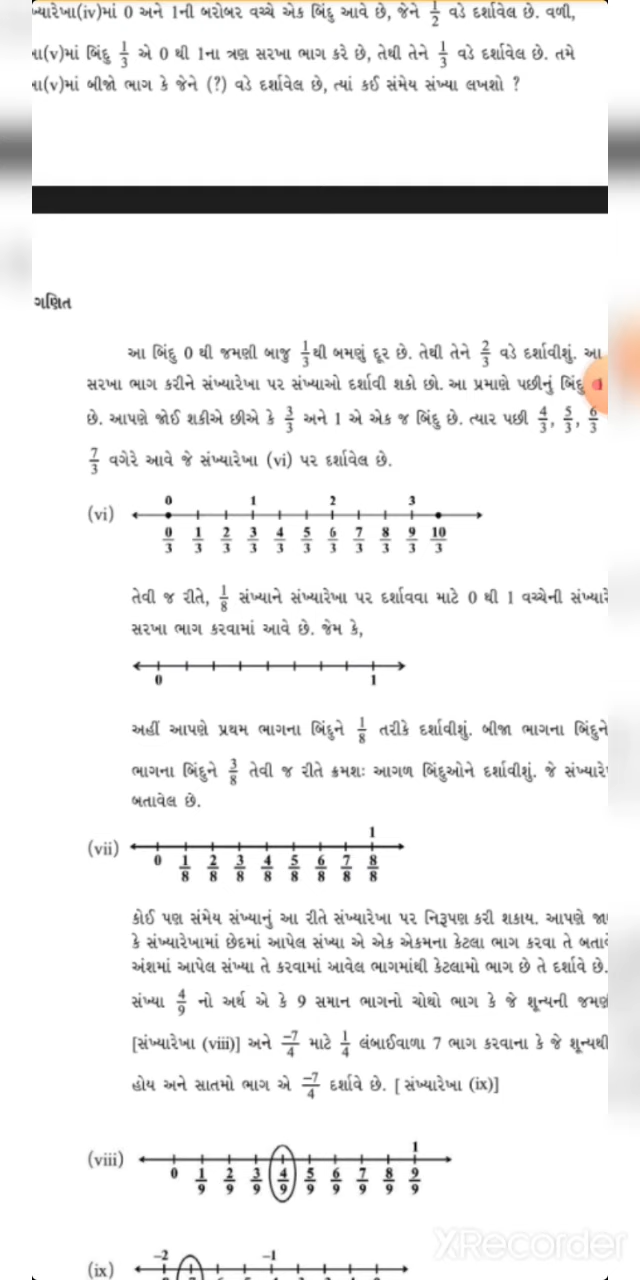 ખ્યારેખા(iv)માં 0 અને 1ની બરોબર વચ્ચે એક બિંદુ આવે છે, જેને 1/2 વડે દર્શાવેલ છે. વળી,
ખા(v)માં બિંદુ 1/3 એ 0 થી 1ના ત્રણ સરખા ભાગ કરે છે, તેથી તેને 1/3 વડે દર્શાવેલ છે. તમે
ખા(v)માં બીજો ભાગ કે જેને (?) વડે દર્શાવેલ છે, ત્યાં કઈ સંમેય સંખ્યા લખશો ?
ગણિત
આ બિંદુ 0 થી જમણી બાજુ 1/3 થી બમણું દૂર છે. તેથી તેને 2/3 વડે દર્શાવીશું. આ
સરખા ભાગ કરીને સંખ્યારેખા પર સંખ્યાઓ દર્શાવી શકો છો. આ પ્રમાણે પછીનું બિંદુ
છે. આપણે જોઈ શકીએ છીએ કે 3/3 અને 1 એ એક જ બિંદુ છે. ત્યાર પછી 4/3, 5/3, 6/3
7/3 વગેરે આવે જે સંખ્યારેખા (vi) પર દર્શાવેલ છે.
0 1 2 3
(vi)
0/3 1/3 2/3 3/3 4/3 5/3 6/3 7/3 8/3 9/3 10/3
તેવી જ રીતે, 1/8 સંખ્યાને સંખ્યારેખા પર દર્શાવવા માટે 0 થી 1 વચ્ચેની સંખ્યારે
સરખા ભાગ કરવામાં આવે છે. જેમ કે,
0 1
અહીં આપણે પ્રથમ ભાગના બિંદુને 1/8 તરીકે દર્શાવીશું. બીજા ભાગના બિંદુને
ભાગના બિંદુને 3/8 તેવી જ રીતે ક્રમશઃ આગળ બિંદુઓને દર્શાવીશું. જે સંખ્યારે
બતાવેલ છે.
1
(vii)
0 1/8 2/8 3/8 4/8 5/8 6/8 7/8 8/8
કોઈ પણ સંમેય સંખ્યાનું આ રીતે સંખ્યારેખા પર નિરૂપણ કરી શકાય. આપણે જા
કે સંખ્યારેખામાં છેદમાં આપેલ સંખ્યા એ એક એકમના કેટલા ભાગ કરવા તે બતાવે
અંશમાં આપેલ સંખ્યા તે કરવામાં આવેલ ભાગમાંથી કેટલામો ભાગ છે તે દર્શાવે છે.
સંખ્યા 4/9 નો અર્થ એ કે 9 સમાન ભાગનો ચોથો ભાગ કે જે શૂન્યની જમણ
[સંખ્યારેખા (viii)] અને -7/4 માટે 1/4 લંબાઈવાળા 7 ભાગ કરવાના કે જે શૂન્યથી
હોય અને સાતમો ભાગ એ -7/4 દર્શાવે છે. [ સંખ્યારેખા (ix)]
1
(viii)
0 1/9 2/9 3/9 4/9 5/9 6/9 7/9 8/9 9/9
-2 -1
(ix)
XRecorder